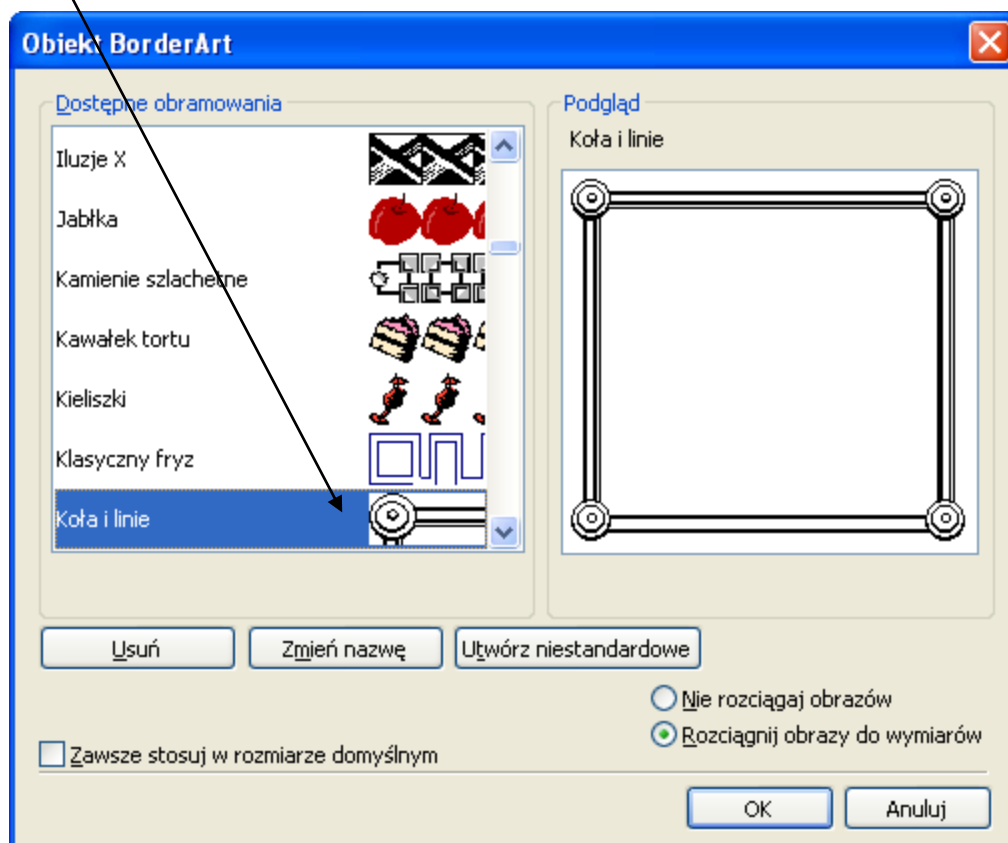 Obiekt BorderArt
Dostępne obramowania
Iluzje X
Jabłka
Kamienie szlachetne
Kawałek tortu
Kieliszki
Klasyczny fryz
Koła i linie
Podgląd
Koła i linie
Usuń
Zmień nazwę
Utwórz niestandardowe
Nie rozciągaj obrazów
Rozciągnij obrazy do wymiarów
Zawsze stosuj w rozmiarze domyślnym
OK
Anuluj